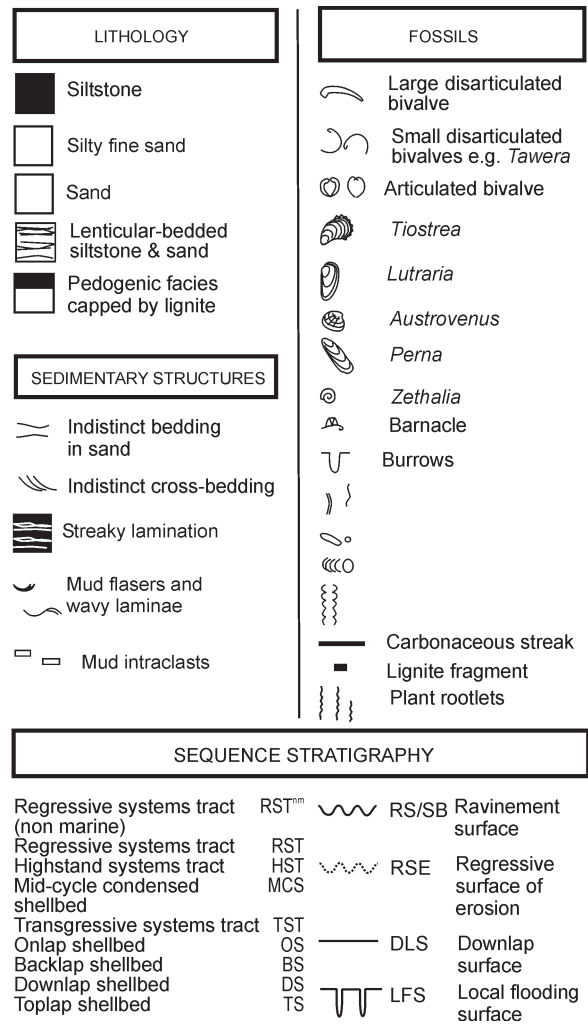 LITHOLOGY
Siltstone
Silty fine sand
Sand
Lenticular-bedded
siltstone & sand
Pedogenic facies
capped by lignite
SEDIMENTARY STRUCTURES
Indistinct bedding
in sand
Indistinct cross-bedding
Streaky lamination
Mud flasers and
wavy laminae
Mud intraclasts
FOSSILS
Large disarticulated
bivalve
Small disarticulated
bivalves e.g. Tawera
Articulated bivalve
Tiostrea
Lutraria
Austrovenus
Perna
Zethalia
Barnacle
Burrows
Carbonaceous streak
Lignite fragment
Plant rootlets
SEQUENCE STRATIGRAPHY
Regressive systems tract RSTnm
(non marine)
Regressive systems tract RST
Highstand systems tract HST
Mid-cycle condensed MCS
shellbed
Transgressive systems tract TST
Onlap shellbed OS
Backlap shellbed BS
Downlap shellbed DS
Toplap shellbed TS
RS/SB Ravinement
surface
RSE Regressive
surface of
erosion
DLS Downlap
surface
LFS Local flooding
surface